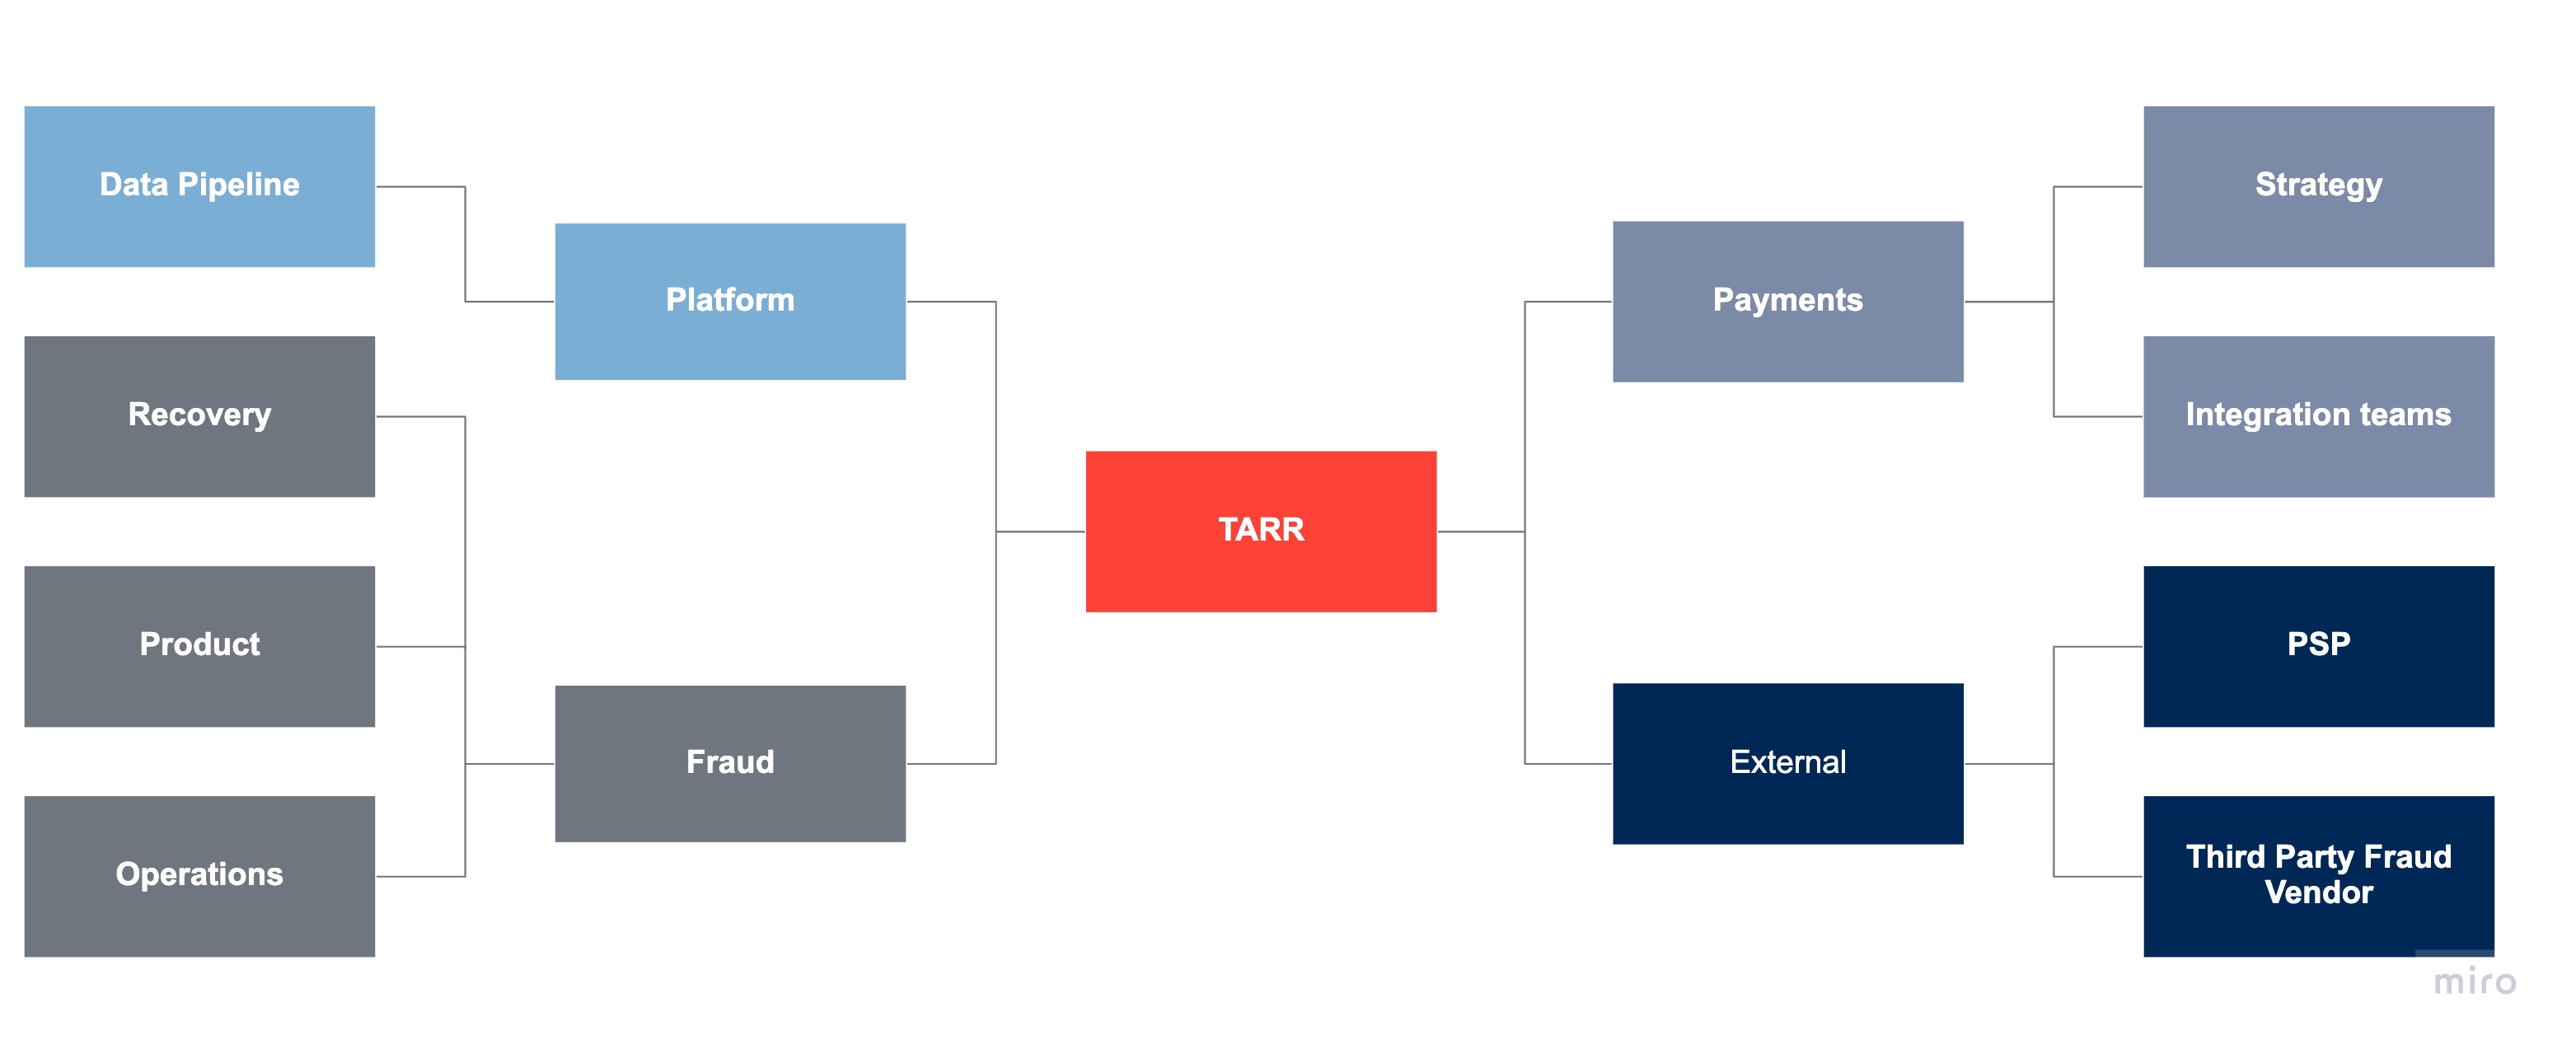 Data Pipeline
Platform
Recovery
Product
Fraud
Operations
TARR
Payments
Strategy
Integration teams
External
PSP
Third Party Fraud
Vendor
miro